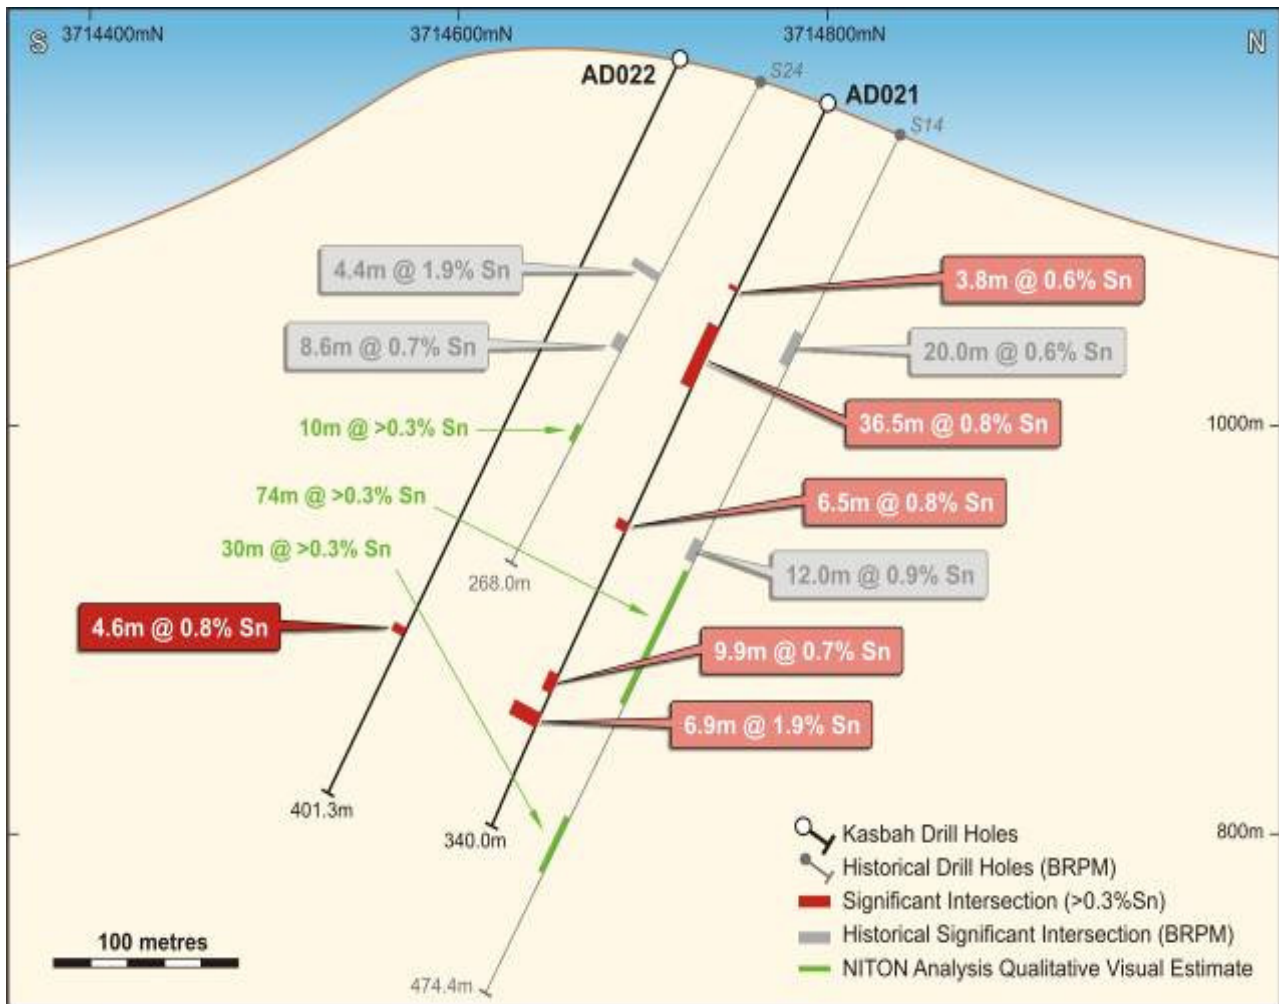 3714400mN
3714600mN
3714800mN
S
N
AD022
S24
AD021
S14
4.4m @ 1.9% Sn
3.8m @ 0.6% Sn
8.6m @ 0.7% Sn
20.0m @ 0.6% Sn
10m @ >0.3% Sn
36.5m @ 0.8% Sn
1000m
74m @ >0.3% Sn
6.5m @ 0.8% Sn
30m @ >0.3% Sn
268.0m
12.0m @ 0.9% Sn
4.6m @ 0.8% Sn
9.9m @ 0.7% Sn
6.9m @ 1.9% Sn
401.3m
340.0m
800m
474.4m
100 metres
Kasbah Drill Holes
Historical Drill Holes (BRPM)
Significant Intersection (>0.3%Sn)
Historical Significant Intersection (BRPM)
NITON Analysis Qualitative Visual Estimate